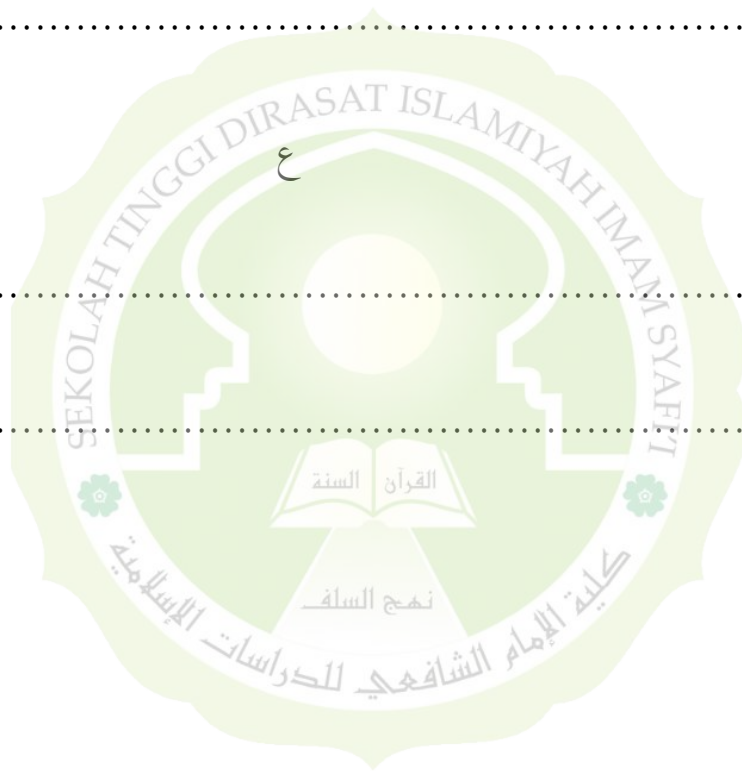 ..............................................
SEKOLAH TINGGI DIRASAT ISLAMIYAH IMAM SYAFI'I
ع
..............................................
..............................................
القرآن السنة
نهج السلف
كلية الإمام الشافعي للدراسات الإسلامية